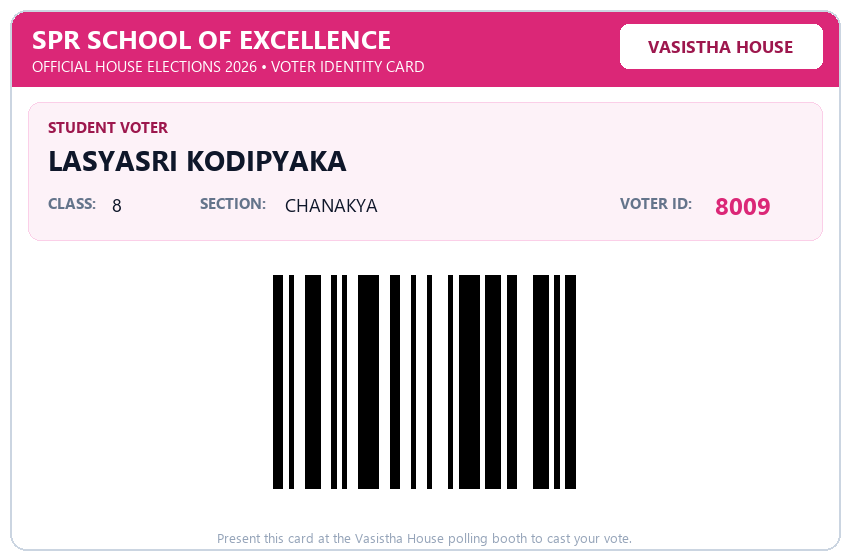 SPR SCHOOL OF EXCELLENCE
OFFICIAL HOUSE ELECTIONS 2026 • VOTER IDENTITY CARD
VASISTHA HOUSE
STUDENT VOTER
LASYASRI KODIPYAKA
CLASS: 8 SECTION: CHANAKYA VOTER ID: 8009
Present this card at the Vasistha House polling booth to cast your vote.